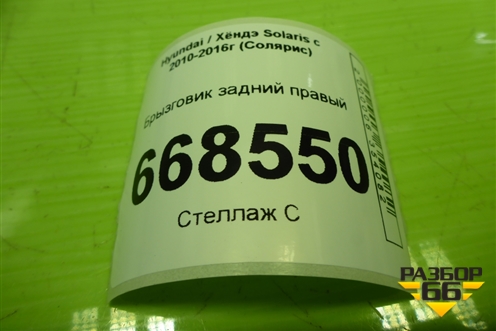 Hyundai / Хёндэ Solaris с
2010-2016г (Солярис)
Брызговик задний правый
668550
Стеллаж С
РАЗБОР
66